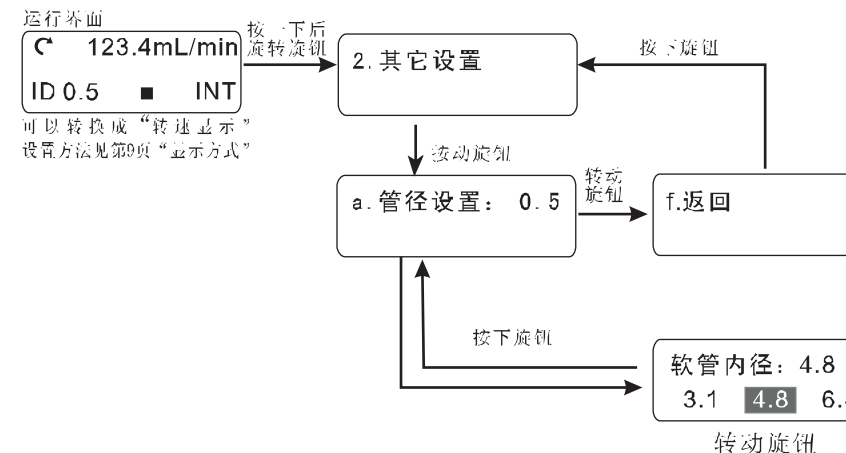 运行界面
123.4mL/min
ID 0.5 ■ INT
可以转换成“转速显示”
设置方法见第9页“显示方式”
按一下后
旋转旋钮
2.其它设置
按下旋钮
按动旋钮
a.管径设置： 0.5
转动
旋钮
f.返回
按下旋钮
软管内径：4.8
3.1 4.8 6.
转动旋钮